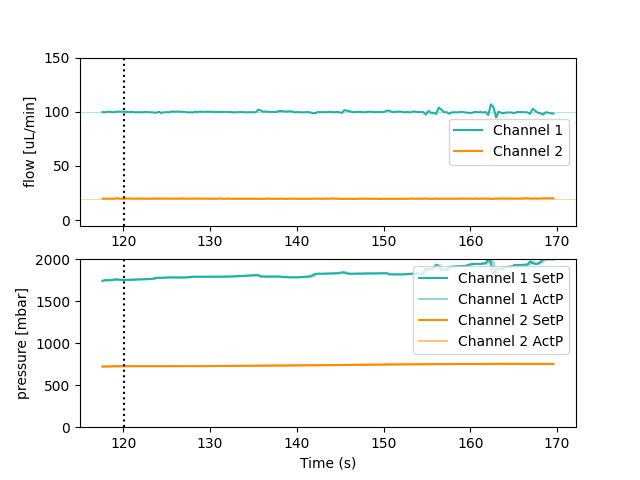 150
100
50
0
flow [uL/min]
Channel 1
Channel 2
120 130 140 150 160 170
2000
1500
1000
500
0
pressure [mbar]
Channel 1 SetP
Channel 1 ActP
Channel 2 SetP
Channel 2 ActP
120 130 140 150 160 170
Time (s)